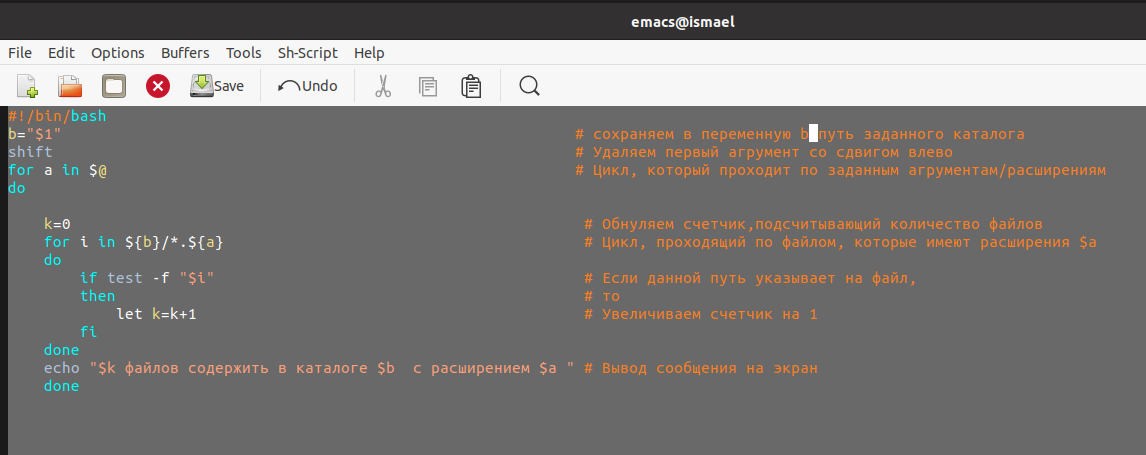 emacs@ismael
File Edit Options Buffers Tools Sh-Script Help
Save Undo
#!/bin/bash
b="$1" # сохраняем в переменную b путь заданного каталога
shift # Удаляем первый агрумент со сдвигом влево
for a in $@ # Цикл, который проходит по заданным агрументам/расширениям
do
k=0 # Обнуляем счетчик,подсчитывающий количество файлов
for i in ${b}/*.${a} # Цикл, проходящий по файлом, которые имеют расширения $a
do
if test -f "$i" # Если данной путь указывает на файл,
then # то
let k=k+1 # Увеличиваем счетчик на 1
fi
done
echo "$k файлов содержить в каталоге $b  с расширением $a " # Вывод сообщения на экран
done